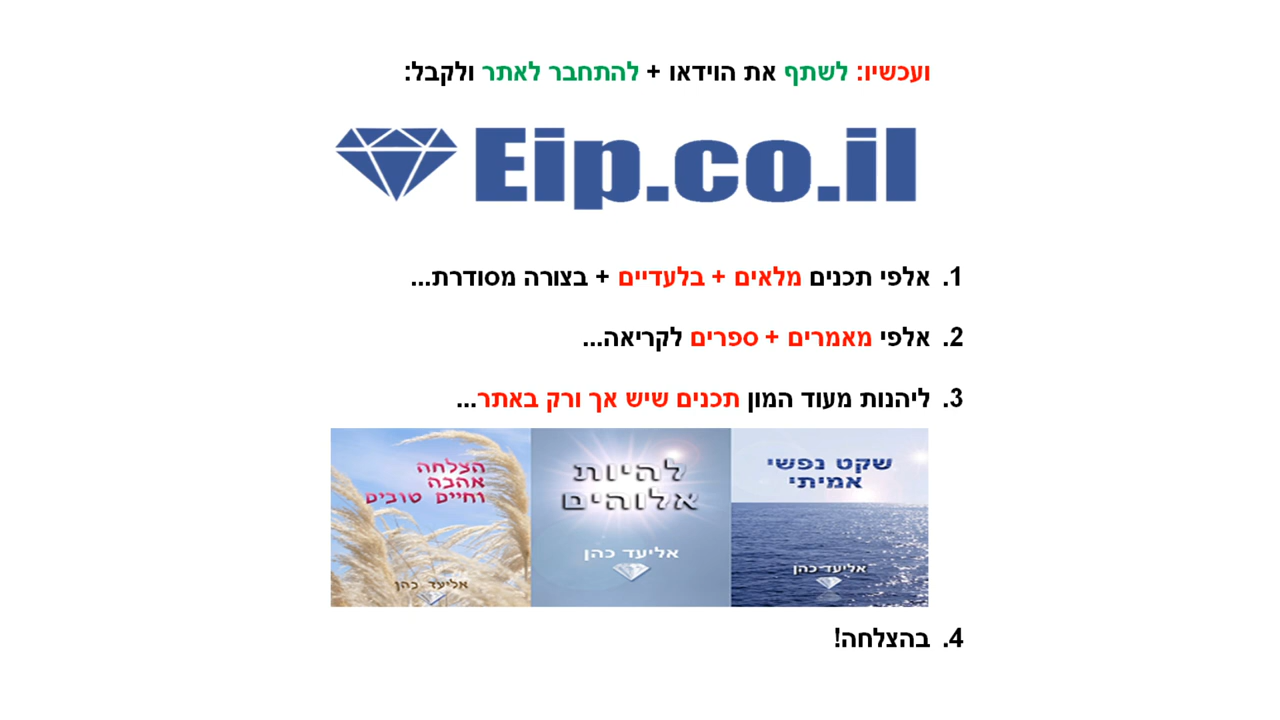 ועכשיו: לשתף את הוידאו + להתחבר לאתר ולקבל:
Eip.co.il
1. אלפי תכנים מלאים + בלעדיים + בצורה מסודרת...
2. אלפי מאמרים + ספרים לקריאה...
3. ליהנות מעוד המון תכנים שיש אך ורק באתר...
שקט נפשי
אמיתי
אליעד כהן
להיות
אלוהים
אליעד כהן
הצלחה
אהבה
וחיים טובים
אליעד כהן
4. בהצלחה!